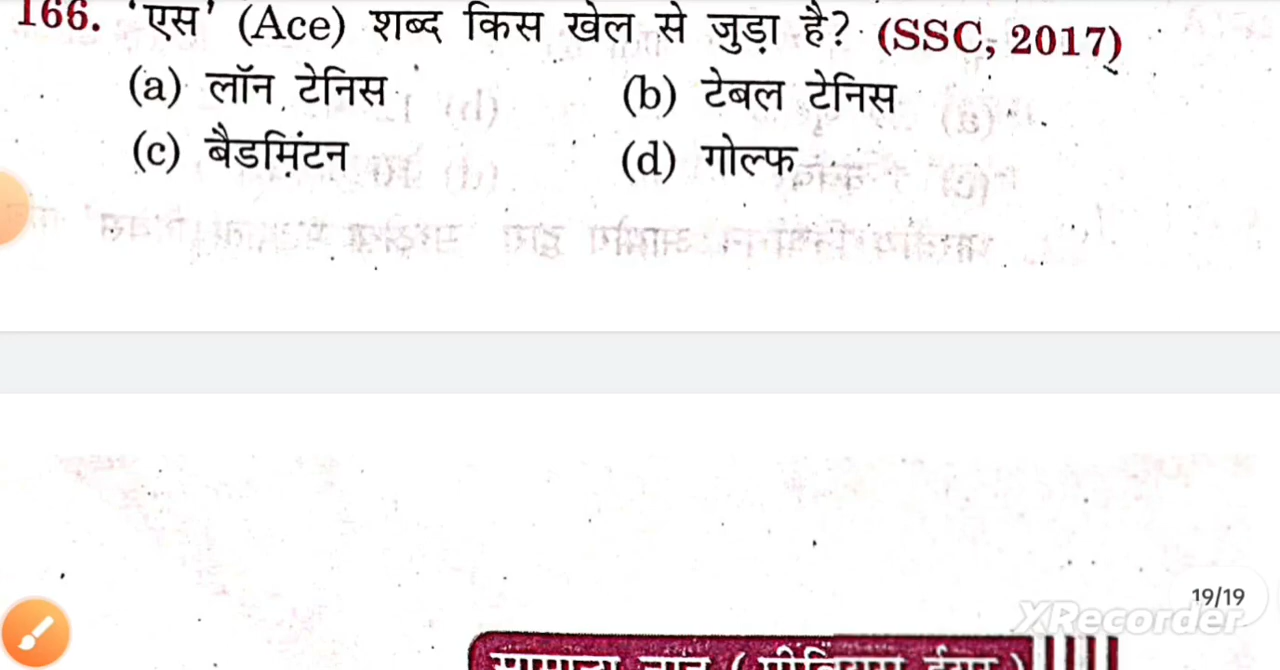 166. 'एस' (Ace) शब्द किस खेल से जुड़ा है? (SSC, 2017)
(a) लॉन टेनिस (b) टेबल टेनिस
(c) बैडमिंटन (d) गोल्फ
19/19
XRecorder
सामान्य ज्ञान